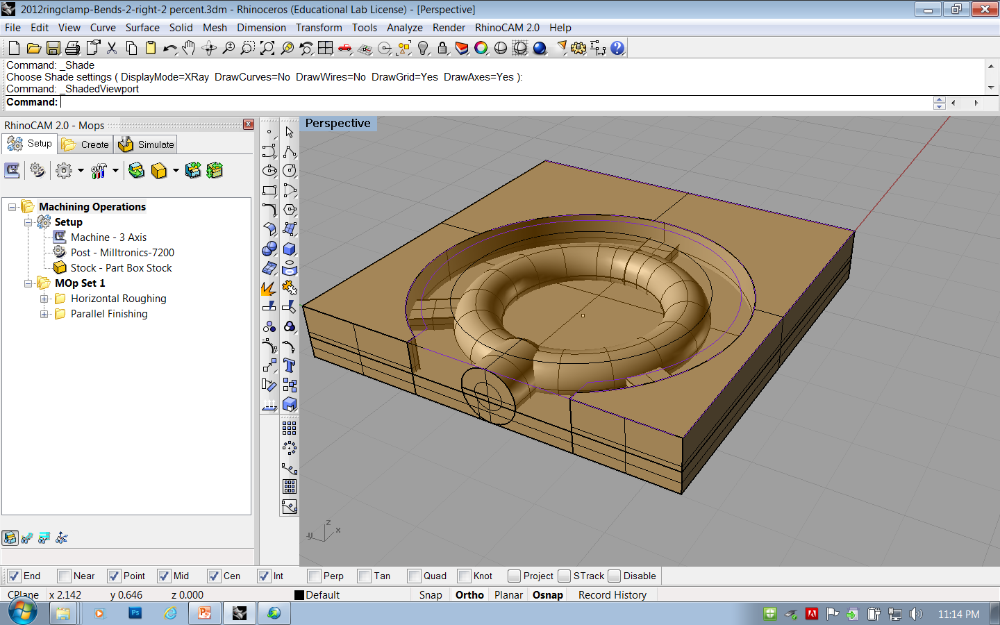 2012ringclamp-Bends-2-right-2 percent.3dm - Rhinoceros (Educational Lab License) - [Perspective]
File Edit View Curve Surface Solid Mesh Dimension Transform Tools Analyze Render RhinoCAM 2.0 Help
Command: _Shade
Choose Shade settings ( DisplayMode=XRay DrawCurves=No DrawWires=No DrawGrid=Yes DrawAxes=Yes ):
Command: _ShadedViewport
Command:
RhinoCAM 2.0 - Mops
Perspective
Setup Create Simulate
Machining Operations
Setup
Machine - 3 Axis
Post - Milltronics-7200
Stock - Part Box Stock
MOp Set 1
Horizontal Roughing
Parallel Finishing
z
y x
End Near Point Mid Cen Int Perp Tan Quad Knot Project STrack Disable
CPlane x 2.142 y 0.646 z 0.000 Default Snap Ortho Planar Osnap Record History
Ps
11:14 PM